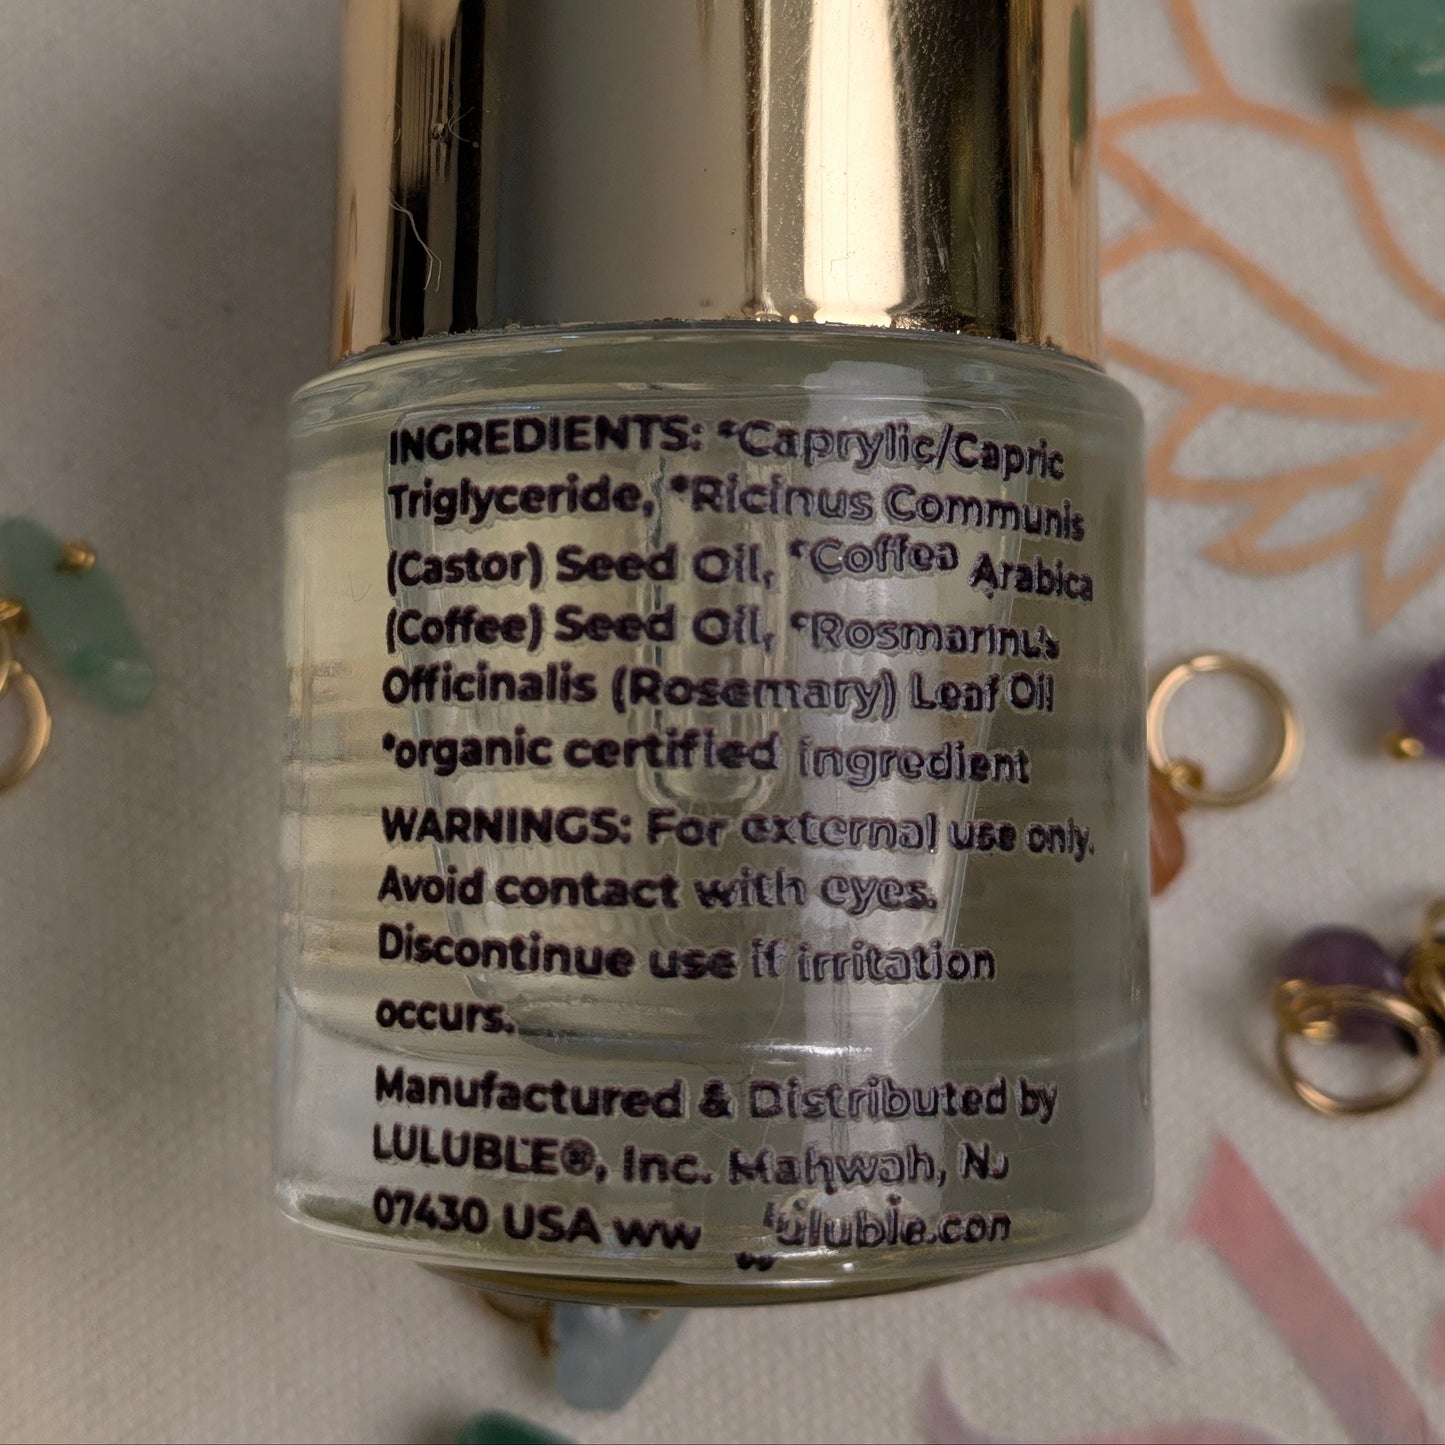 INGREDIENTS: *Caprylic/Capric
Triglyceride, *Ricinus Communis
(Castor) Seed Oil, *Coffea Arabica
(Coffee) Seed Oil, *Rosmarinus
Officinalis (Rosemary) Leaf Oil
*organic certified ingredient
WARNINGS: For external use only.
Avoid contact with eyes.
Discontinue use if irritation
occurs.
Manufactured & Distributed by
LULUBLE®, Inc. Mahwah, NJ
07430 USA